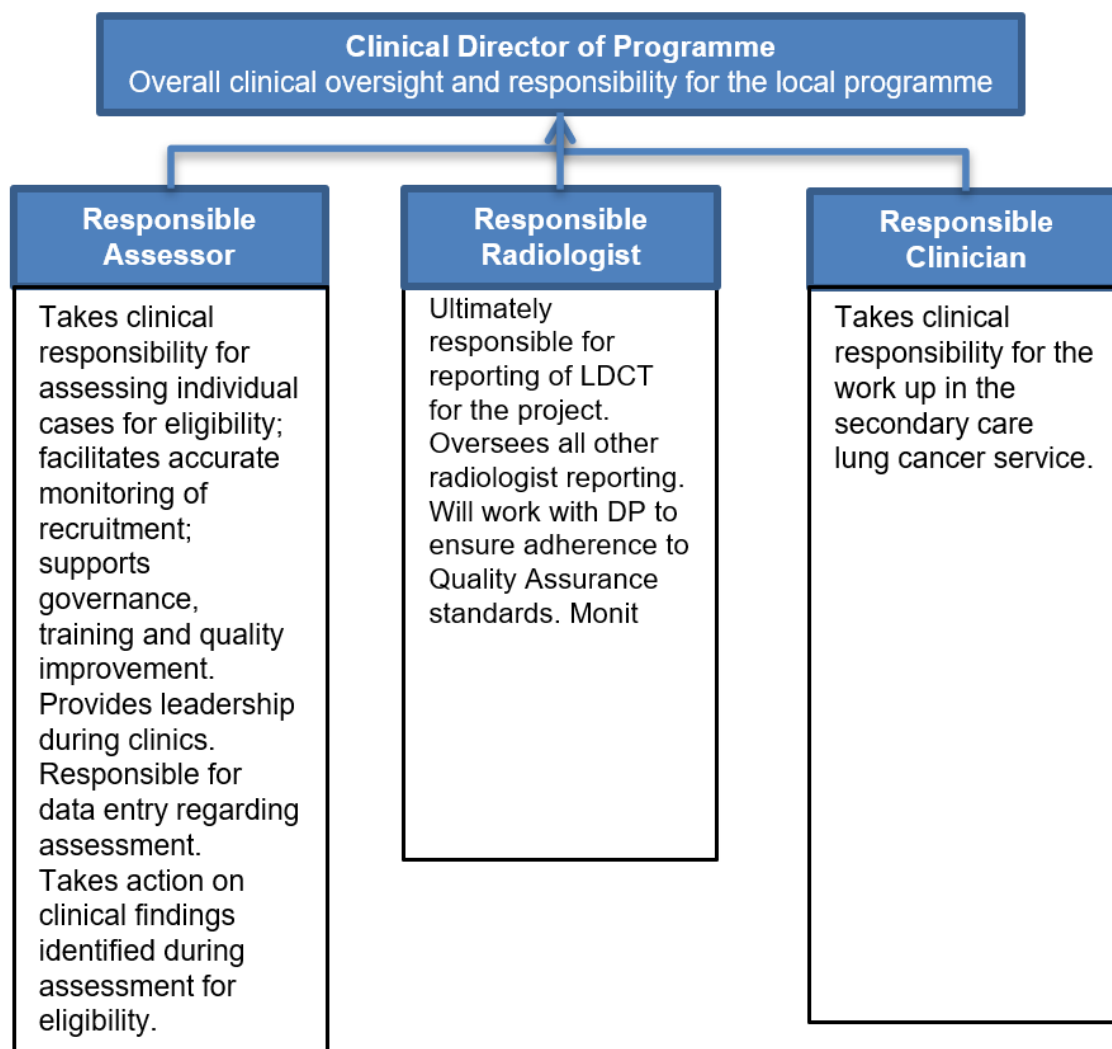 Clinical Director of Programme
Overall clinical oversight and responsibility for the local programme
Responsible
Assessor
Takes clinical
responsibility for
assessing individual
cases for eligibility;
facilitates accurate
monitoring of
recruitment;
supports
governance,
training and quality
improvement.
Provides leadership
during clinics.
Responsible for
data entry regarding
assessment.
Takes action on
clinical findings
identified during
assessment for
eligibility.
Responsible
Radiologist
Ultimately
responsible for
reporting of LDCT
for the project.
Oversees all other
radiologist reporting.
Will work with DP to
ensure adherence to
Quality Assurance
standards. Monit
Responsible
Clinician
Takes clinical
responsibility for the
work up in the
secondary care
lung cancer service.